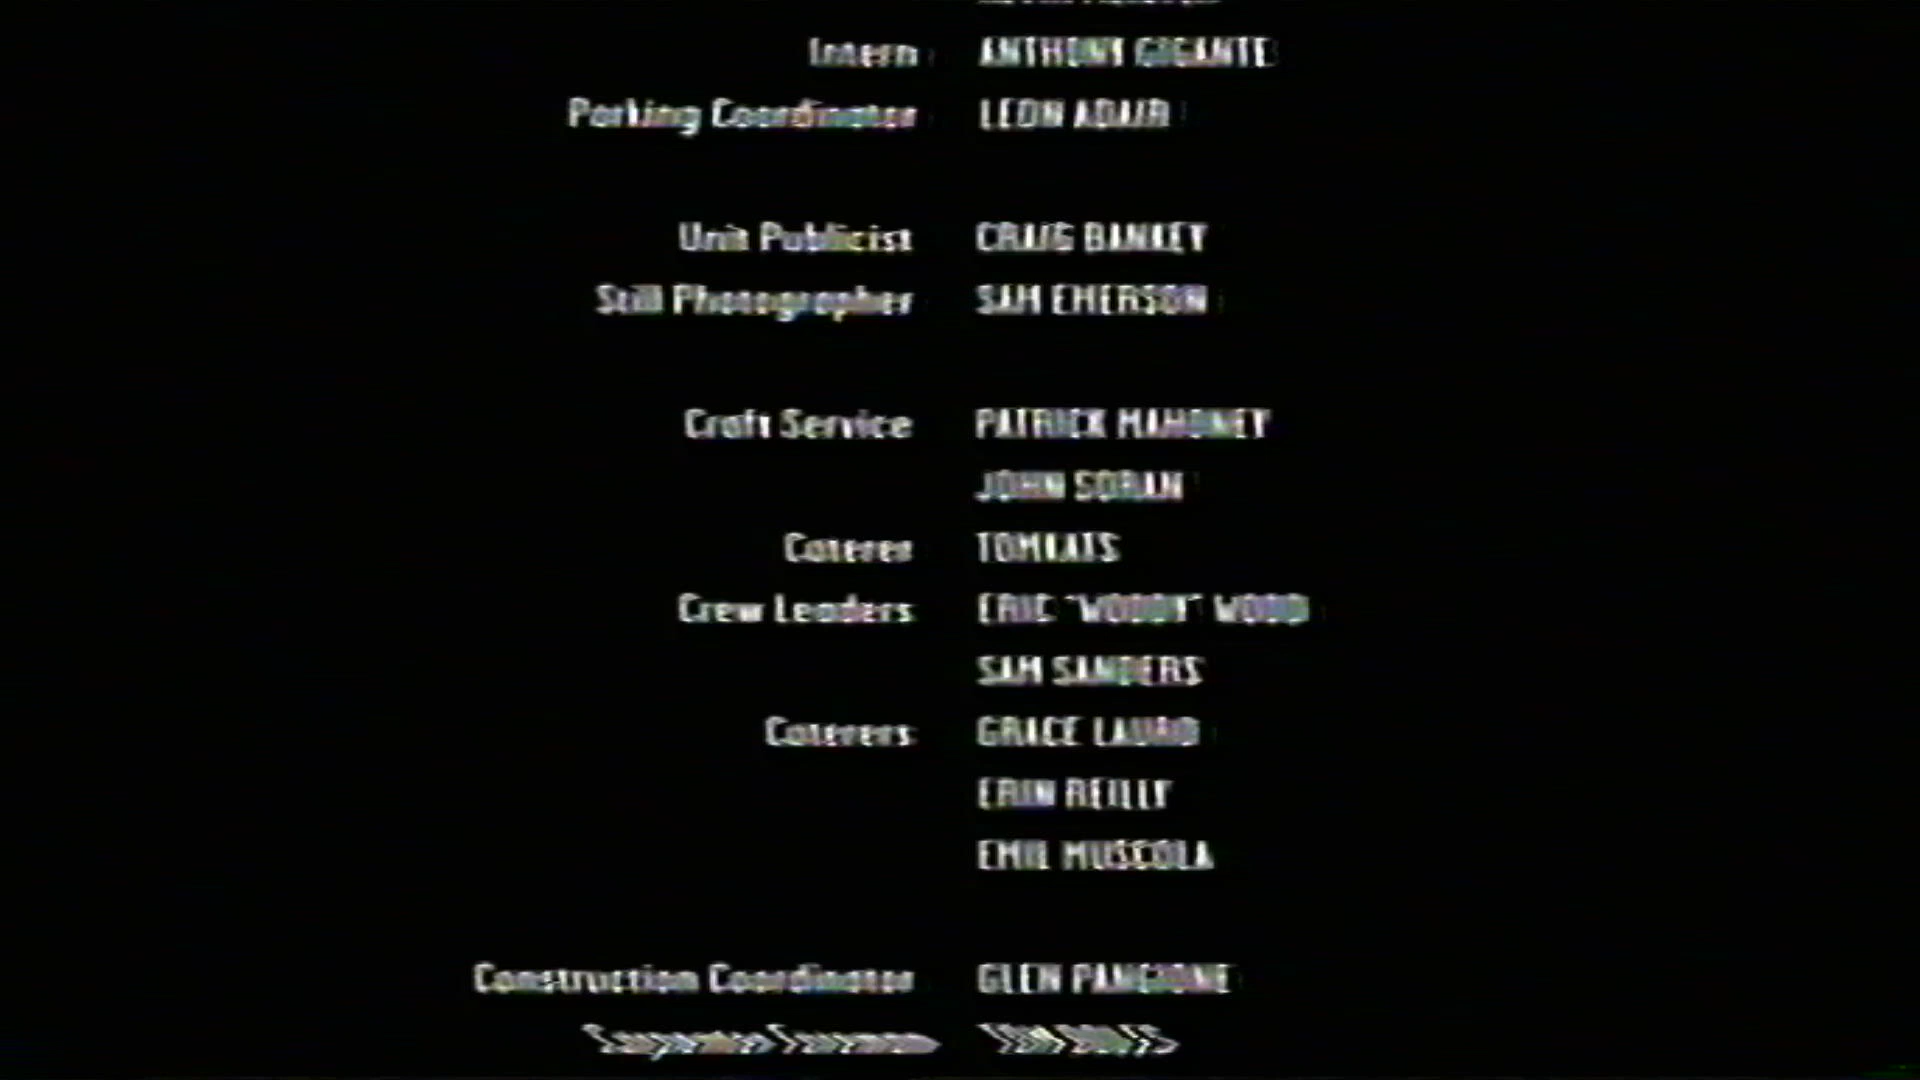 Intern ANTHONY GIGANTE
Parking Coordinator LEON ADAIR
Unit Publicist CRAIG BANKEY
Still Photographer SAM EMERSON
Craft Service PATRICK MAHONEY
JOHN SORAN
Caterer TOMKATS
Crew Leaders ERIC "WOODY" WOOD
SAM SANDERS
Caterers GRACE LAURO
ERIN REILLY
EMIL MUSCOLA
Construction Coordinator GLEN PANGIONE
Carpenter Foreman